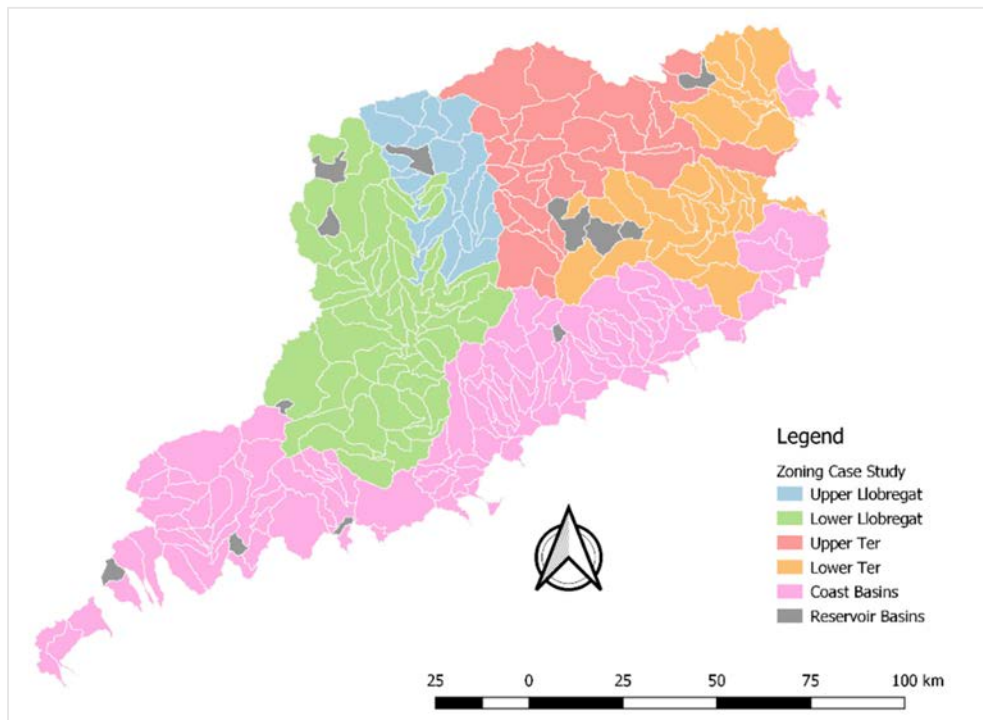 Legend
Zoning Case Study
Upper Llobregat
Lower Llobregat
Upper Ter
Lower Ter
Coast Basins
Reservoir Basins
25 0 25 50 75 100 km